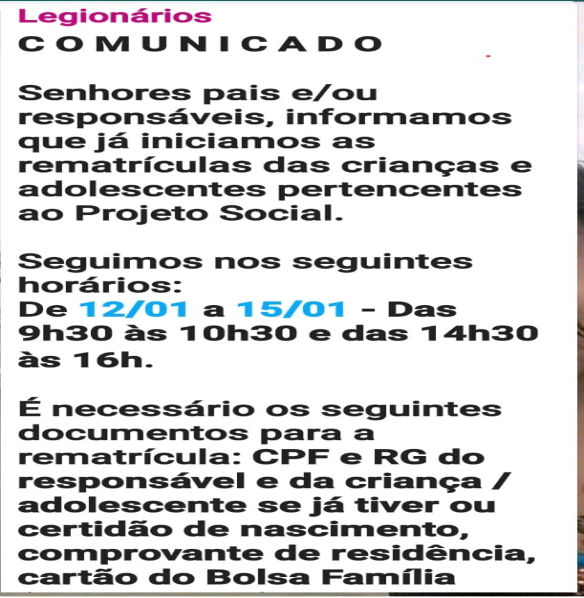 Legionários
COMUNICADO
Senhores pais e/ou
responsáveis, informamos
que já iniciamos as
rematrículas das crianças e
adolescentes pertencentes
ao Projeto Social.
Seguimos nos seguintes
horários:
De 12/01 a 15/01 - Das
9h30 às 10h30 e das 14h30
às 16h.
É necessário os seguintes
documentos para a
rematrícula: CPF e RG do
responsável e da criança /
adolescente se já tiver ou
certidão de nascimento,
comprovante de residência,
cartão do Bolsa Família